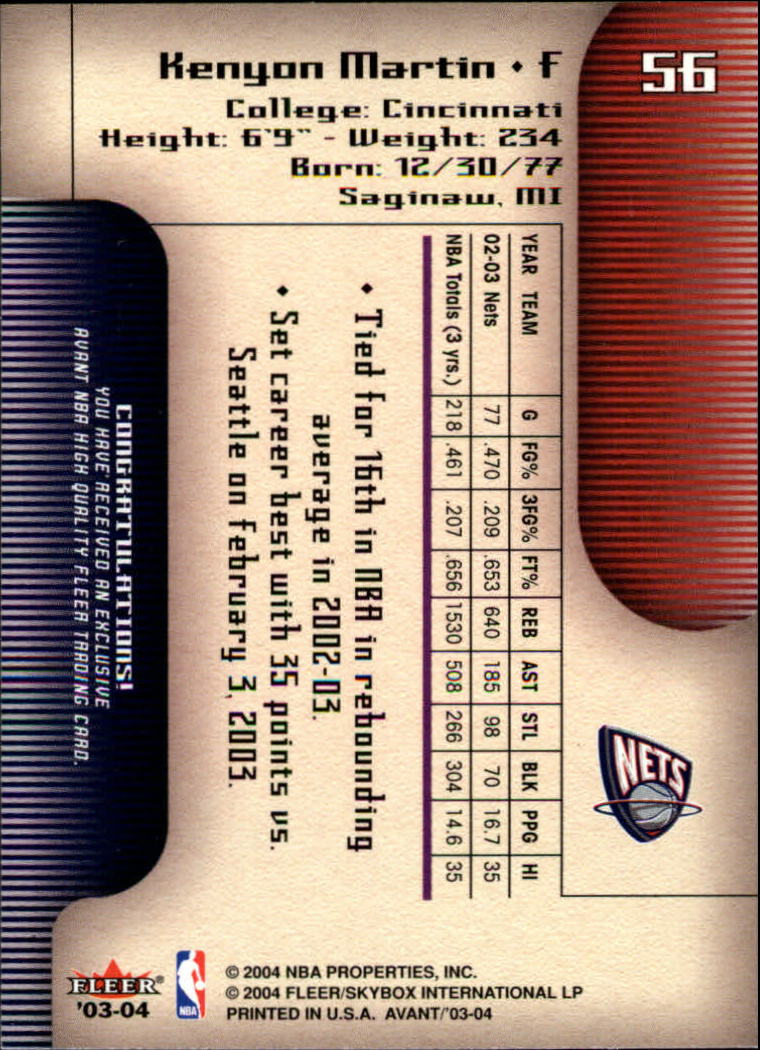 56
Kenyon Martin • F
College: Cincinnati
Height: 6'9" - Weight: 234
Born: 12/30/77
Saginaw, MI
YEAR TEAM G FG% 3FG% FT% REB AST STL BLK PPG HI
02-03 Nets 77 .470 .209 .653 640 185 98 70 16.7 35
NBA Totals (3 yrs.) 218 .461 .207 .656 1530 508 266 304 14.6 35
• Tied for 16th in NBA in rebounding
average in 2002-03.
• Set career best with 35 points vs.
Seattle on February 3, 2003.
CONGRATULATIONS!
YOU HAVE RECEIVED AN EXCLUSIVE
AVANT NBA HIGH QUALITY FLEER TRADING CARD.
NETS
FLEER®
'03-04
NBA
© 2004 NBA PROPERTIES, INC.
© 2004 FLEER/SKYBOX INTERNATIONAL LP
PRINTED IN U.S.A. AVANT/'03-04